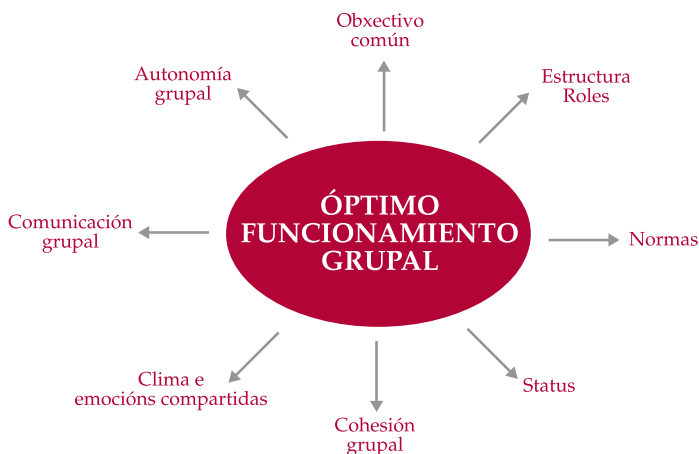 Obxectivo
común
Autonomía
grupal
Estructura
Roles
Comunicación
grupal
ÓPTIMO
FUNCIONAMIENTO
GRUPAL
Normas
Clima e
emocións compartidas
Status
Cohesión
grupal